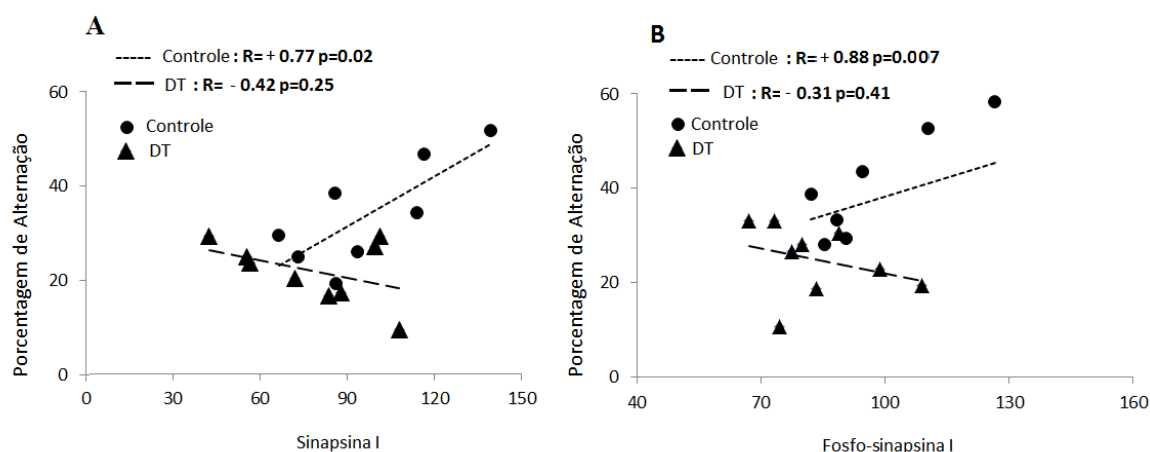 A
Controle : R= + 0.77 p=0.02
DT : R= - 0.42 p=0.25
Controle
DT
Porcentagem de Alternação
60
40
20
0
0 30 60 90 120 150
Sinapsina I
B
Controle : R= + 0.88 p=0.007
DT : R= - 0.31 p=0.41
Controle
DT
Porcentagem de Alternação
60
40
20
0
40 70 100 130 160
Fosfo-sinapsina I